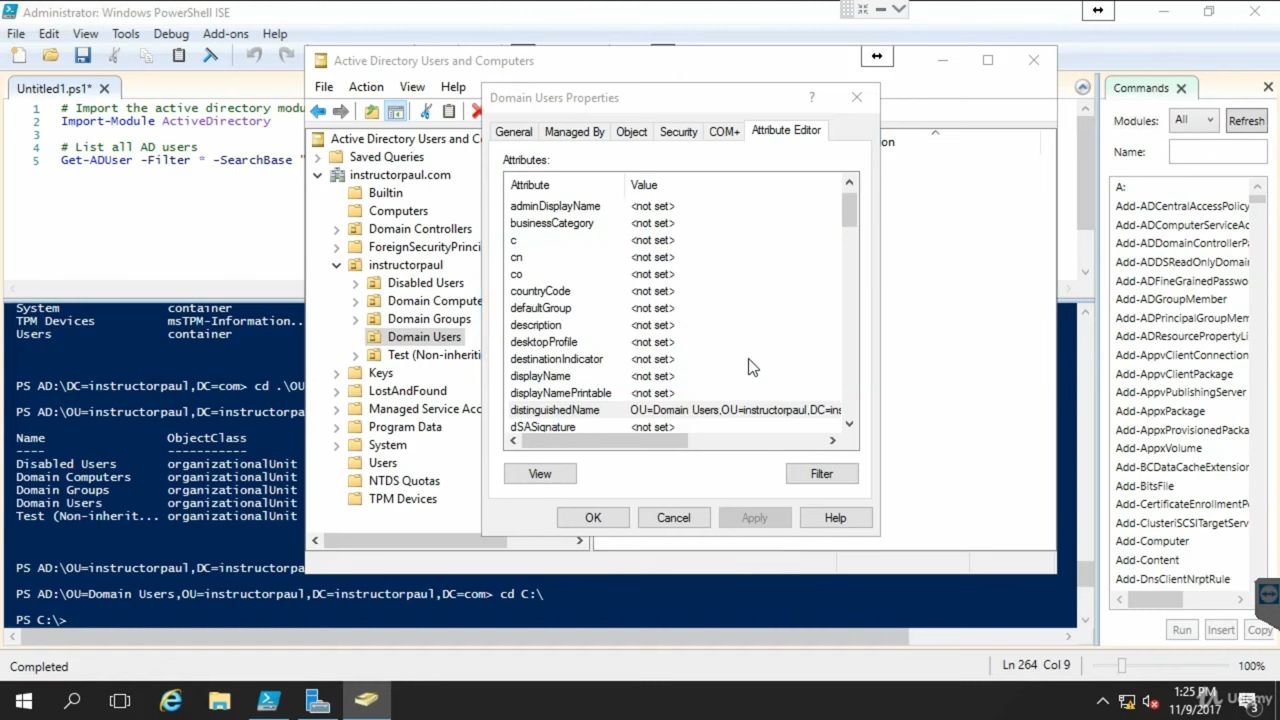 Administrator: Windows PowerShell ISE
File Edit View Tools Debug Add-ons Help
Untitled1.ps1* ✕
1 # Import the active directory modu
2 Import-Module ActiveDirectory
3
4 # List all AD users
5 Get-ADUser -Filter * -SearchBase "
System container
TPM Devices msTPM-Information...
Users container
PS AD:\DC=instructorpaul,DC=com> cd .\OU
PS AD:\OU=instructorpaul,DC=instructorpa
Name ObjectClass
---- -----------
Disabled Users organizationalUnit
Domain Computers organizationalUnit
Domain Groups organizationalUnit
Domain Users organizationalUnit
Test (Non-inherit... organizationalUnit
PS AD:\OU=instructorpaul,DC=instructorpa
PS AD:\OU=Domain Users,OU=instructorpaul,DC=instructorpaul,DC=com> cd C:\
PS C:\>
Completed
Ln 264 Col 9
100%
Active Directory Users and Computers
File Action View Help
Active Directory Users and Co
Saved Queries
instructorpaul.com
Builtin
Computers
Domain Controllers
ForeignSecurityPrinci
instructorpaul
Disabled Users
Domain Compute
Domain Groups
Domain Users
Test (Non-inheriti
Keys
LostAndFound
Managed Service Acc
Program Data
System
Users
NTDS Quotas
TPM Devices
on
Domain Users Properties
?
General Managed By Object Security COM+ Attribute Editor
Attributes:
Attribute Value
adminDisplayName <not set>
businessCategory <not set>
c <not set>
cn <not set>
co <not set>
countryCode <not set>
defaultGroup <not set>
description <not set>
desktopProfile <not set>
destinationIndicator <not set>
displayName <not set>
displayNamePrintable <not set>
distinguishedName OU=Domain Users,OU=instructorpaul,DC=ins
dSASignature <not set>
View Filter
OK Cancel Apply Help
Commands ✕
Modules: All Refresh
Name:
A:
Add-ADCentralAccessPolicy
Add-ADComputerServiceAc
Add-ADDomainControllerPa
Add-ADDSReadOnlyDomai
Add-ADFineGrainedPasswo
Add-ADGroupMember
Add-ADPrincipalGroupMem
Add-ADResourcePropertyLi
Add-AppvClientConnection
Add-AppvClientPackage
Add-AppvPublishingServer
Add-AppxPackage
Add-AppxProvisionedPacka
Add-AppxVolume
Add-BCDataCacheExtension
Add-BitsFile
Add-CertificateEnrollmentPo
Add-ClusteriSCSITargetServ
Add-Computer
Add-Content
Add-DnsClientNrptRule
Run Insert Copy
1:25 PM
11/9/2017
Udemy
3